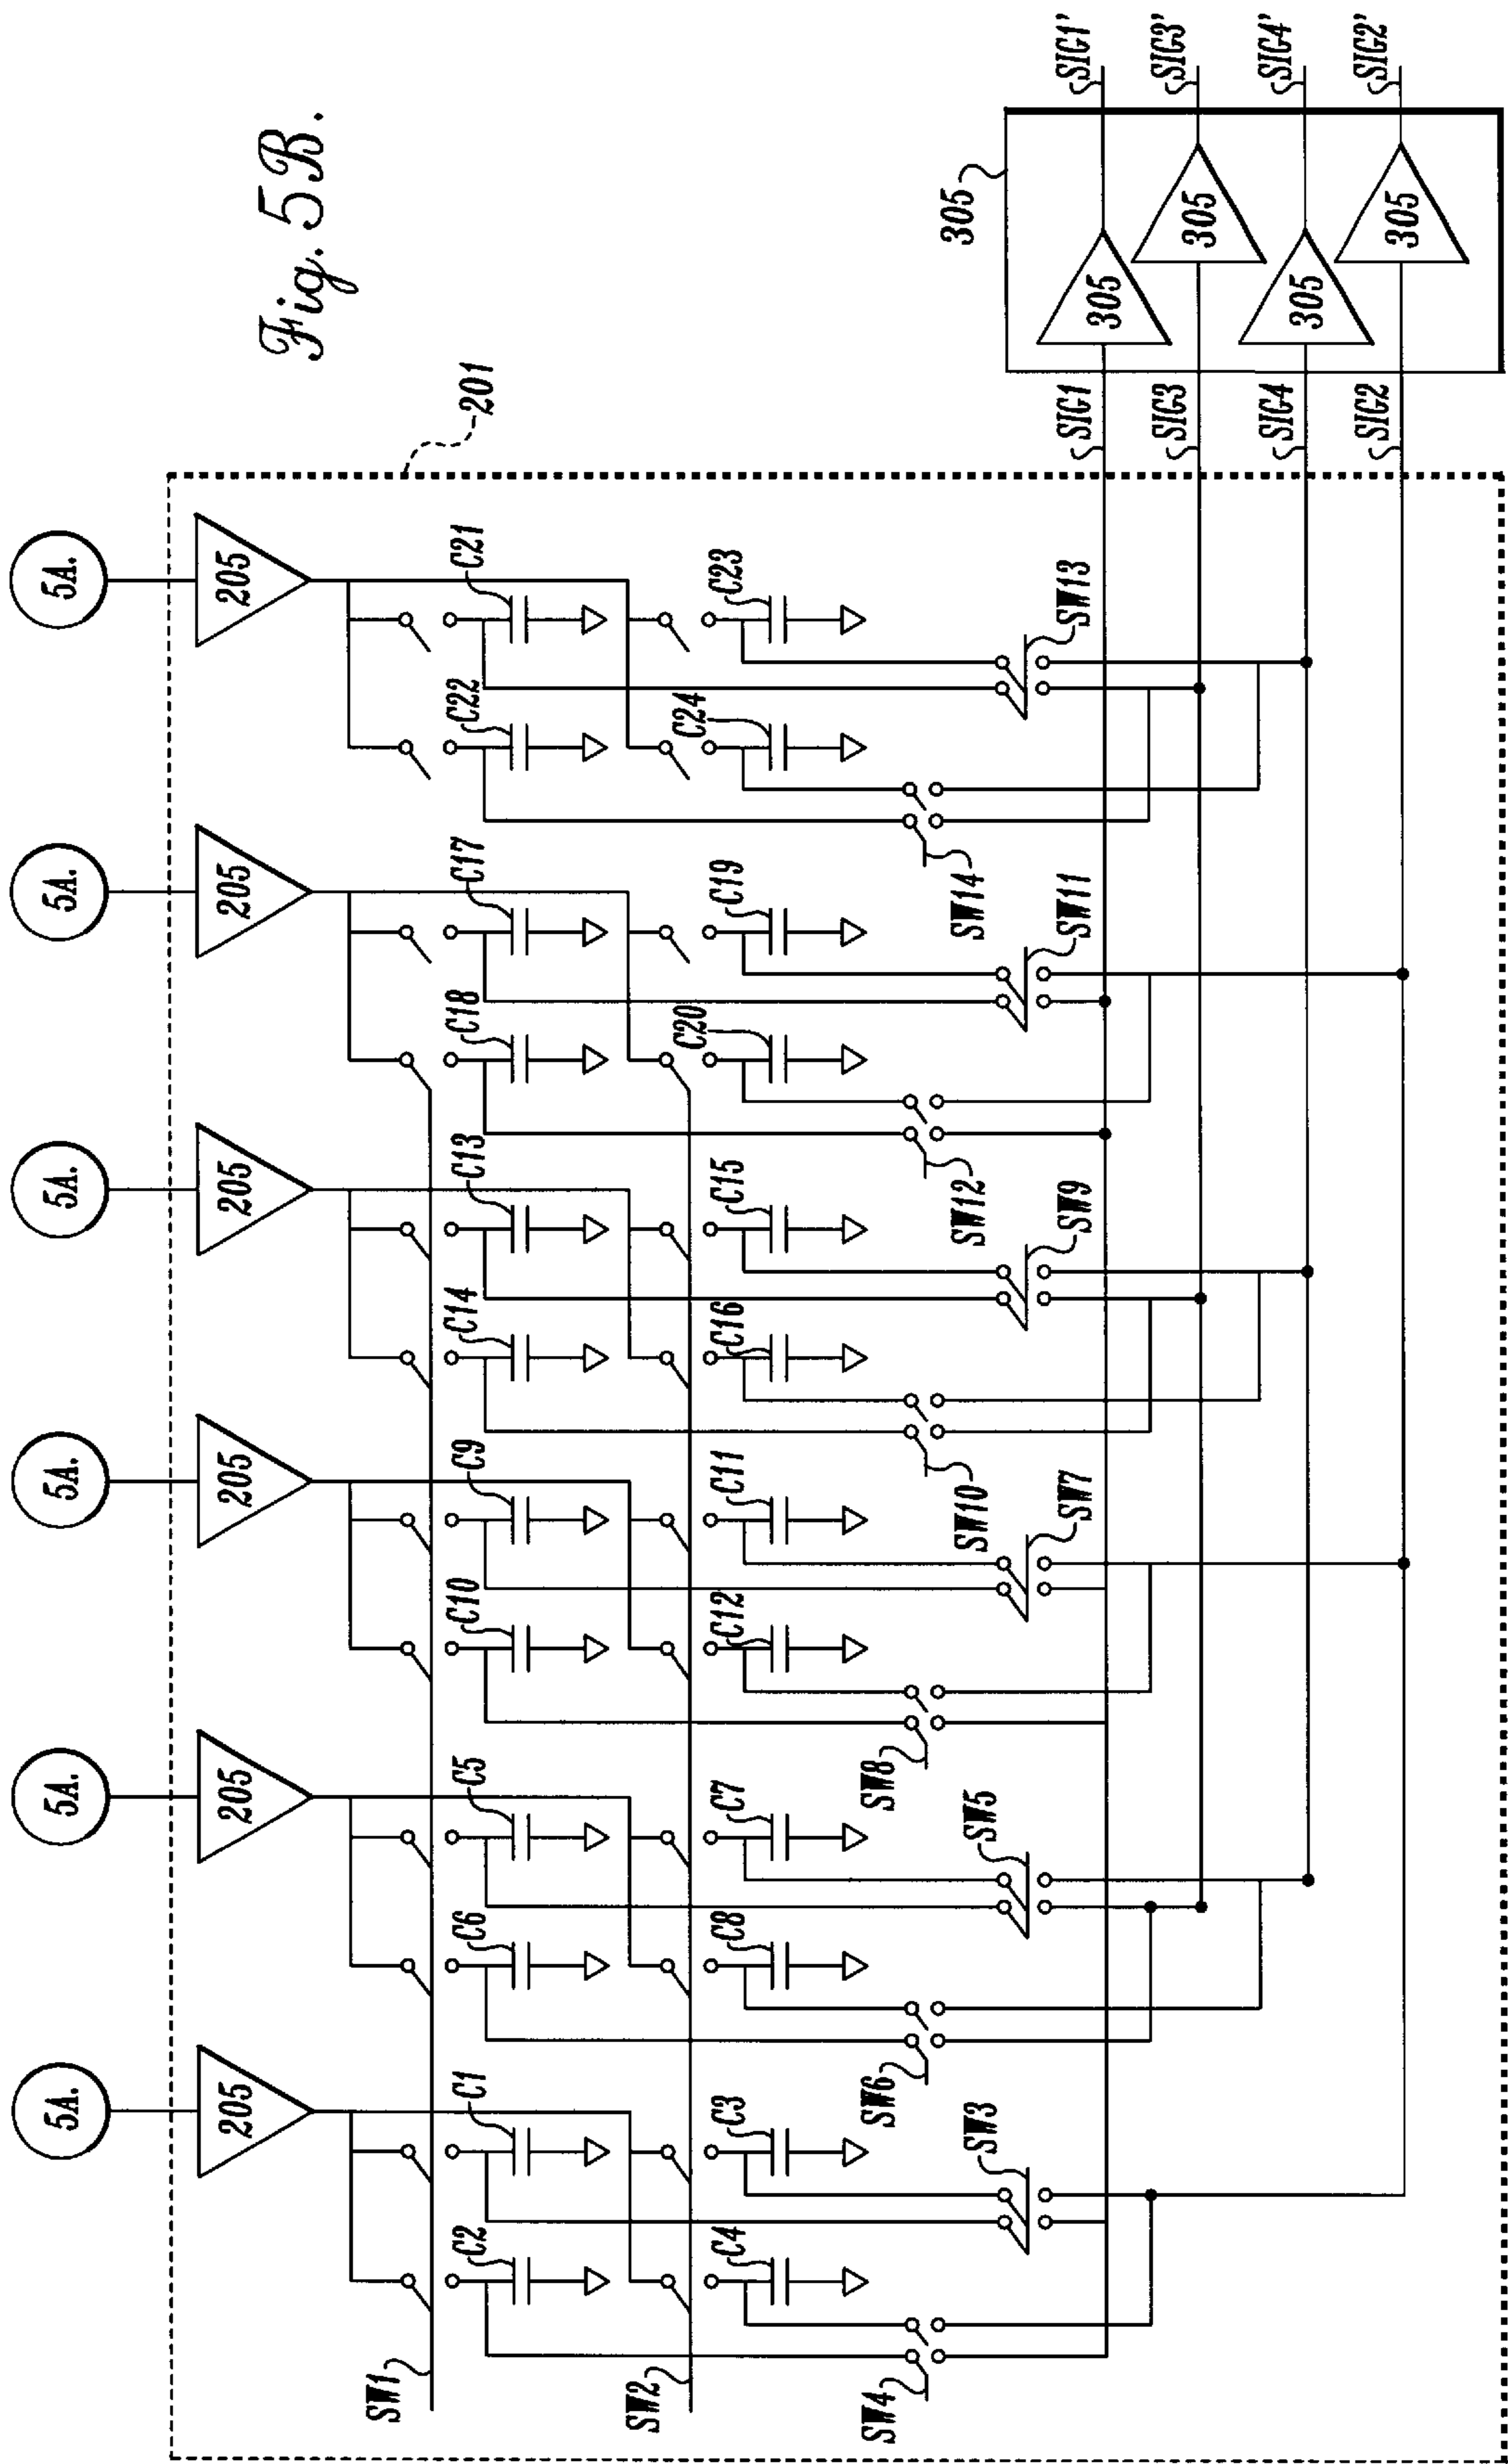 Fig. 5B.
5A.
5A.
5A.
5A.
5A.
5A.
201
205
205
205
205
205
205
SW1
C2
C1
C6
C5
C10
C9
C14
C13
C18
C17
C22
C21
SW2
C4
C3
C8
C7
C12
C11
C16
C15
C20
C19
C24
C23
SW4
SW6
SW8
SW10
SW12
SW14
SW3
SW5
SW7
SW9
SW11
SW13
305
SIG1
305
SIG1'
SIG3
305
SIG3'
SIG4
305
SIG4'
SIG2
305
SIG2'